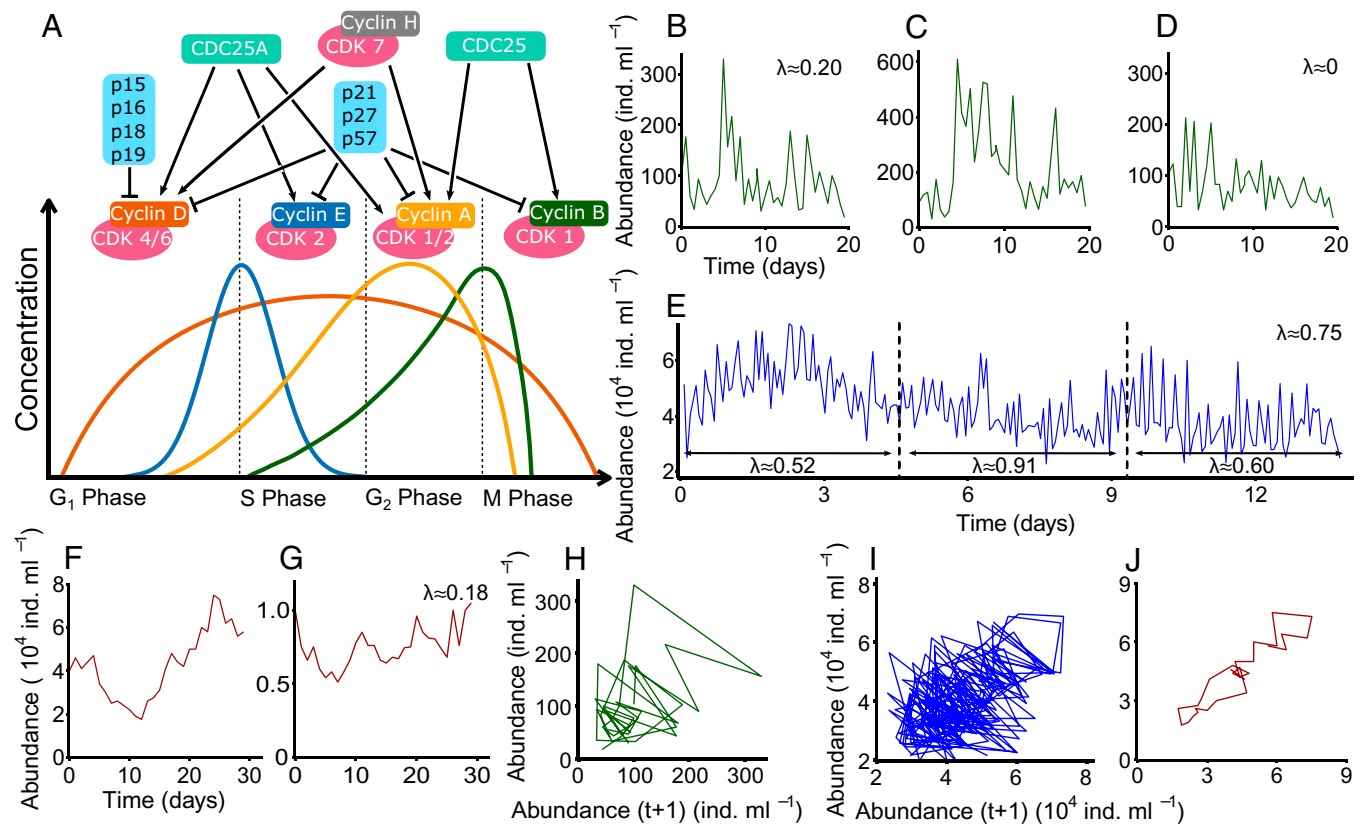 A
Cyclin H
CDC25A
CDK 7
CDC25
p15
p16
p18
p19
p21
p27
p57
Cyclin D
CDK 4/6
Cyclin E
CDK 2
Cyclin A
CDK 1/2
Cyclin B
CDK 1
Concentration
G1 Phase
S Phase
G2 Phase
M Phase
B
λ≈0.20
Abundance (ind. ml ⁻¹)
300
200
100
0
0 10 20
Time (days)
C
600
400
200
0
0 10 20
D
λ≈0
300
200
100
0
0 10 20
E
λ≈0.75
Abundance (10⁴ ind. ml ⁻¹)
6
4
2
λ≈0.52
λ≈0.91
λ≈0.60
0 3 6 9 12
Time (days)
F
Abundance ( 10⁴ ind. ml ⁻¹)
8
6
4
2
0
0 10 20 30
Time (days)
G
λ≈0.18
1.0
0.5
0
0 10 20 30
H
Abundance (ind. ml ⁻¹)
300
200
100
0
0 100 200 300
Abundance (t+1) (ind. ml ⁻¹)
I
Abundance (10⁴ ind. ml ⁻¹)
8
6
4
2
2 4 6 8
Abundance (t+1) (10⁴ ind. ml ⁻¹)
J
9
6
3
0
0 3 6 9